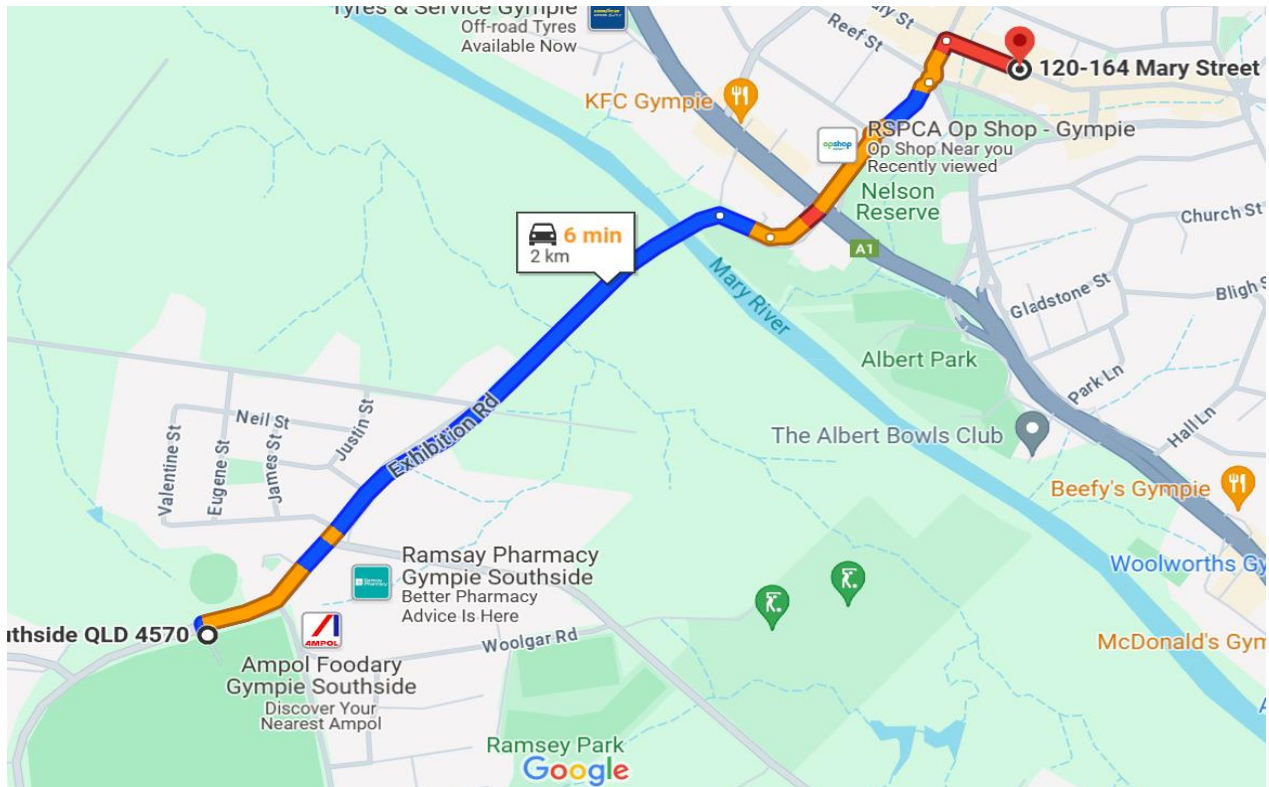 Tyres & Service Gympie
Off-road Tyres
Available Now
Reef St
120-164 Mary Street
KFC Gympie
opshop
RSPCA Op Shop - Gympie
Op Shop Near you
Recently viewed
Nelson
Reserve
Church St
6 min
2 km
A1
Mary River
Gladstone St
Bligh S
Albert Park
Park Ln
Neil St
Justin St
Exhibition Rd
Hall Ln
The Albert Bowls Club
Valentine St
Eugene St
James St
Beefy's Gympie
Ramsay Pharmacy
Gympie Southside
Better Pharmacy
Advice Is Here
Woolworths Gy
uthside QLD 4570
AMPOL
Woolgar Rd
McDonald's Gym
Ampol Foodary
Gympie Southside
Discover Your
Nearest Ampol
Ramsey Park
Google